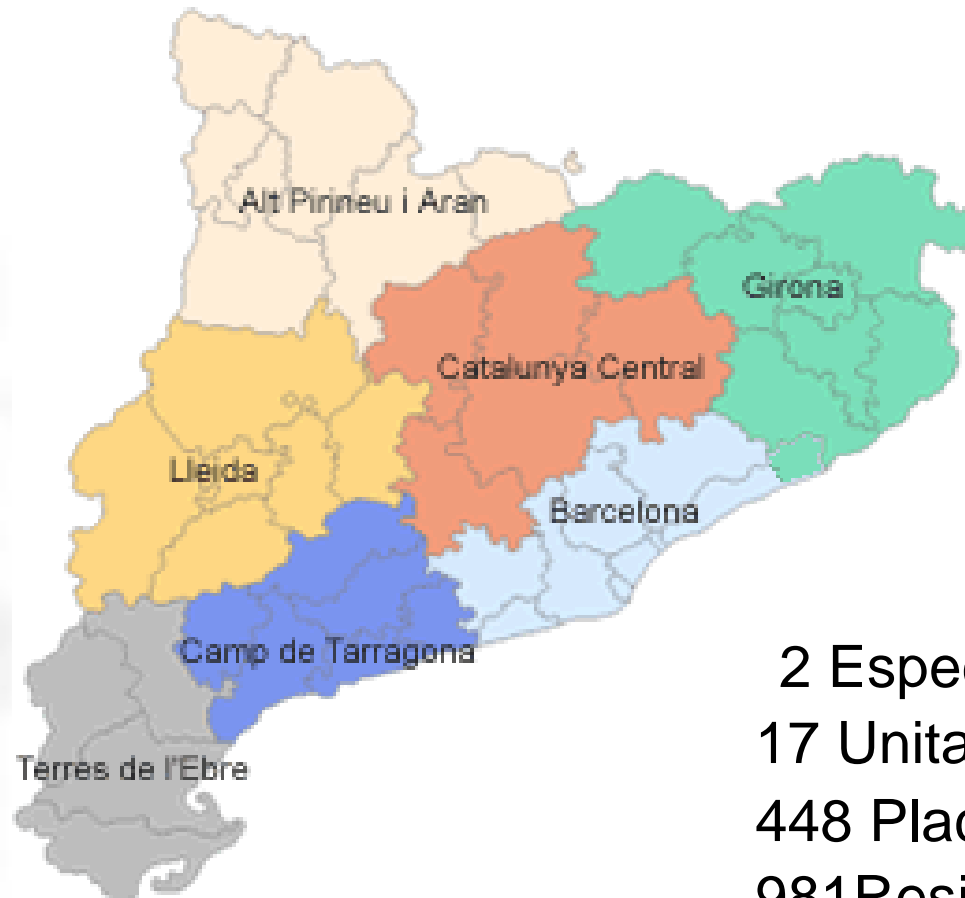 Alt Pirineu i Aran
Girona
Catalunya Central
Lleida
Barcelona
Camp de Tarragona
Terres de l'Ebre
2
17
448